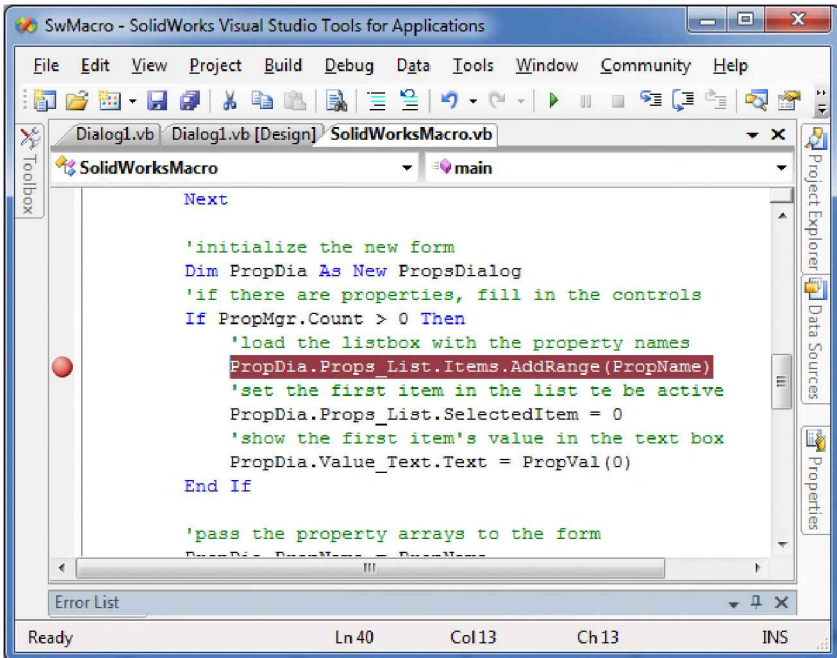 SwMacro - SolidWorks Visual Studio Tools for Applications
File Edit View Project Build Debug Data Tools Window Community Help
Dialog1.vb Dialog1.vb [Design] SolidWorksMacro.vb
SolidWorksMacro main
Toolbox
Next
'initialize the new form
Dim PropDia As New PropsDialog
'if there are properties, fill in the controls
If PropMgr.Count > 0 Then
'load the listbox with the property names
PropDia.Props_List.Items.AddRange(PropName)
'set the first item in the list te be active
PropDia.Props_List.SelectedItem = 0
'show the first item's value in the text box
PropDia.Value_Text.Text = PropVal(0)
End If
'pass the property arrays to the form
PropDia.PropName = PropName
Project Explorer
Data Sources
Properties
Error List
Ready Ln 40 Col 13 Ch 13 INS